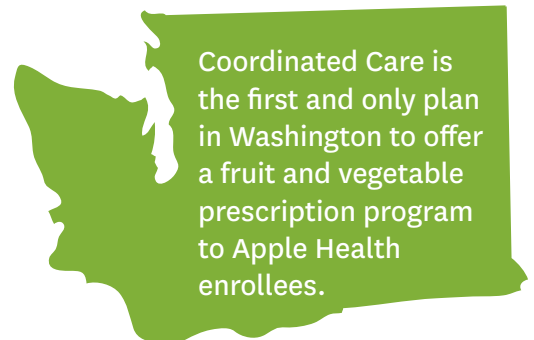 Coordinated Care is
the first and only plan
in Washington to offer
a fruit and vegetable
prescription program
to Apple Health
enrollees.